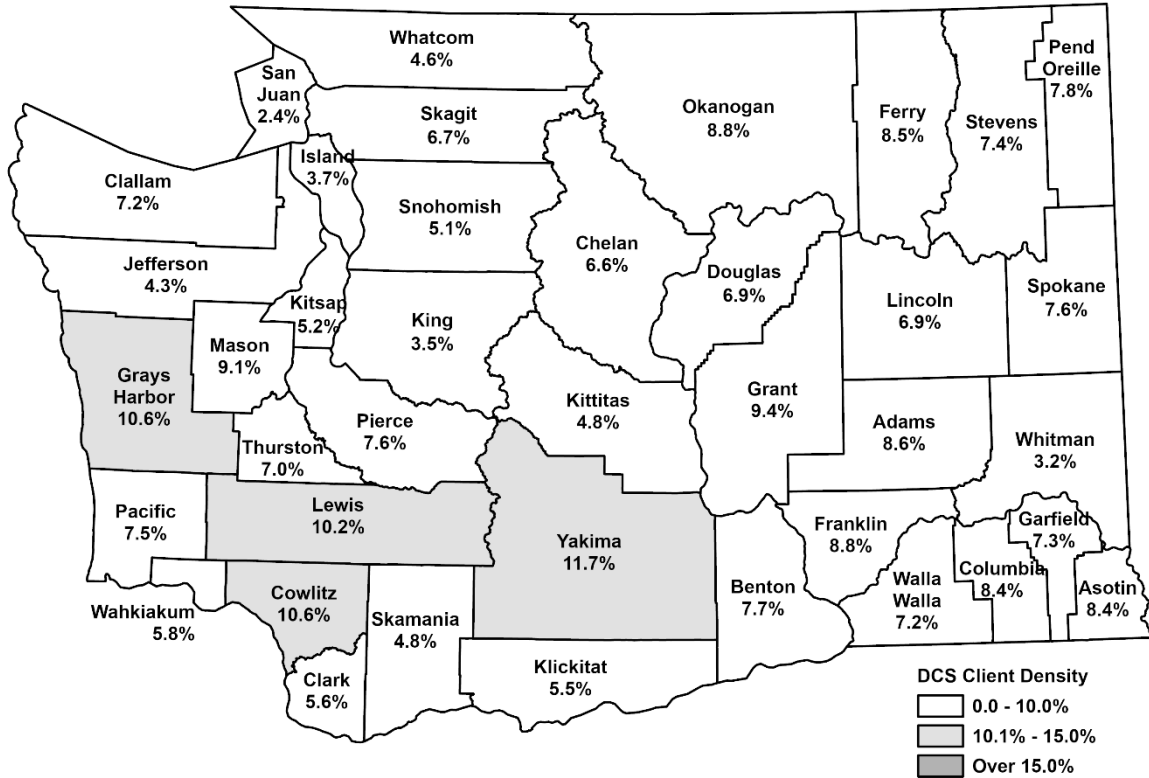 Whatcom
4.6%
San
Juan
2.4%
Skagit
6.7%
Okanogan
8.8%
Ferry
8.5%
Stevens
7.4%
Pend
Oreille
7.8%
Island
3.7%
Clallam
7.2%
Snohomish
5.1%
Chelan
6.6%
Jefferson
4.3%
Kitsap
5.2%
King
3.5%
Douglas
6.9%
Lincoln
6.9%
Spokane
7.6%
Mason
9.1%
Grays
Harbor
10.6%
Kittitas
4.8%
Grant
9.4%
Adams
8.6%
Whitman
3.2%
Thurston
7.0%
Pierce
7.6%
Pacific
7.5%
Lewis
10.2%
Yakima
11.7%
Franklin
8.8%
Garfield
7.3%
Benton
7.7%
Walla
Walla
7.2%
Columbia
8.4%
Asotin
8.4%
Wahkiakum
5.8%
Cowlitz
10.6%
Skamania
4.8%
Clark
5.6%
Klickitat
5.5%
DCS Client Density
0.0 - 10.0%
10.1% - 15.0%
Over 15.0%